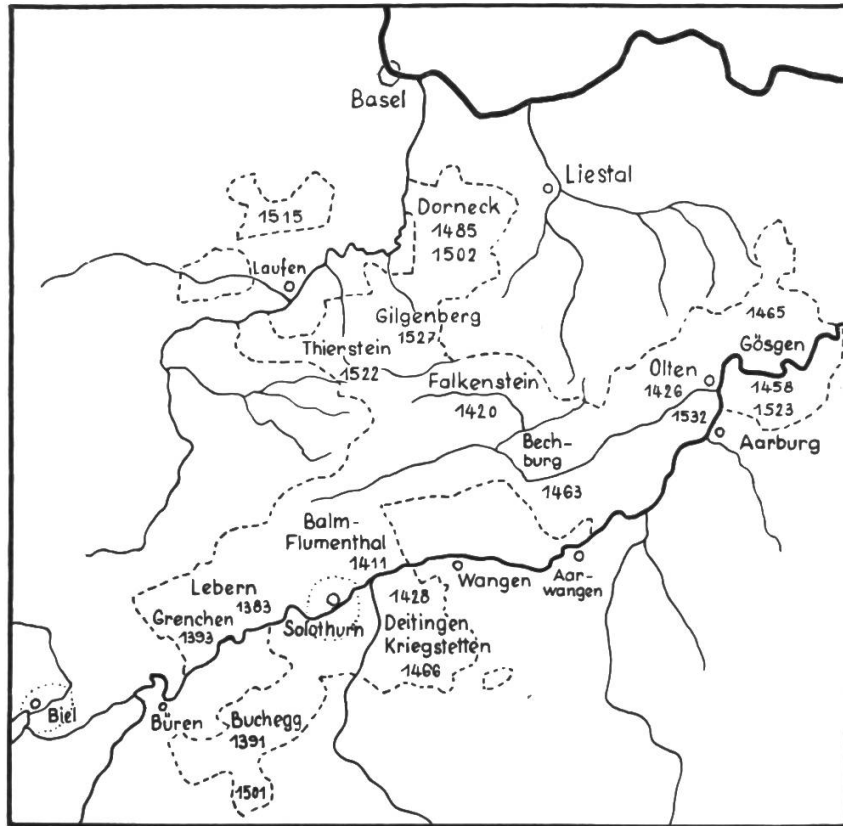 Basel
Liestal
1515
Dorneck
1485
1502
Laufen
1465
Gilgenberg
1527
Gösgen
Thierstein
1522
Olten
1426
1458
1523
Falkenstein
1420
1532
Aarburg
Bech-
burg
1463
Balm-
Flumenthal
1411
Wangen
Aar-
wangen
Lebern
1383
Grenchen
1393
Solothurn
1428
Deitingen
Kriegstetten
1466
Biel
Büren
Buchegg
1391
1501